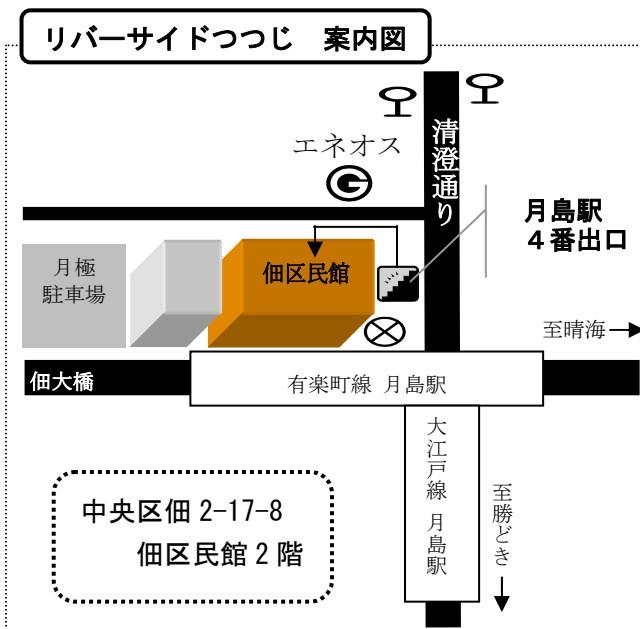 リバーサイドつつじ　案内図
エネオス
清澄通り
月島駅
４番出口
月極
駐車場
佃区民館
至晴海
佃大橋
有楽町線 月島駅
大江戸線 月島駅
至勝どき
中央区佃 2-17-8
佃区民館 2 階